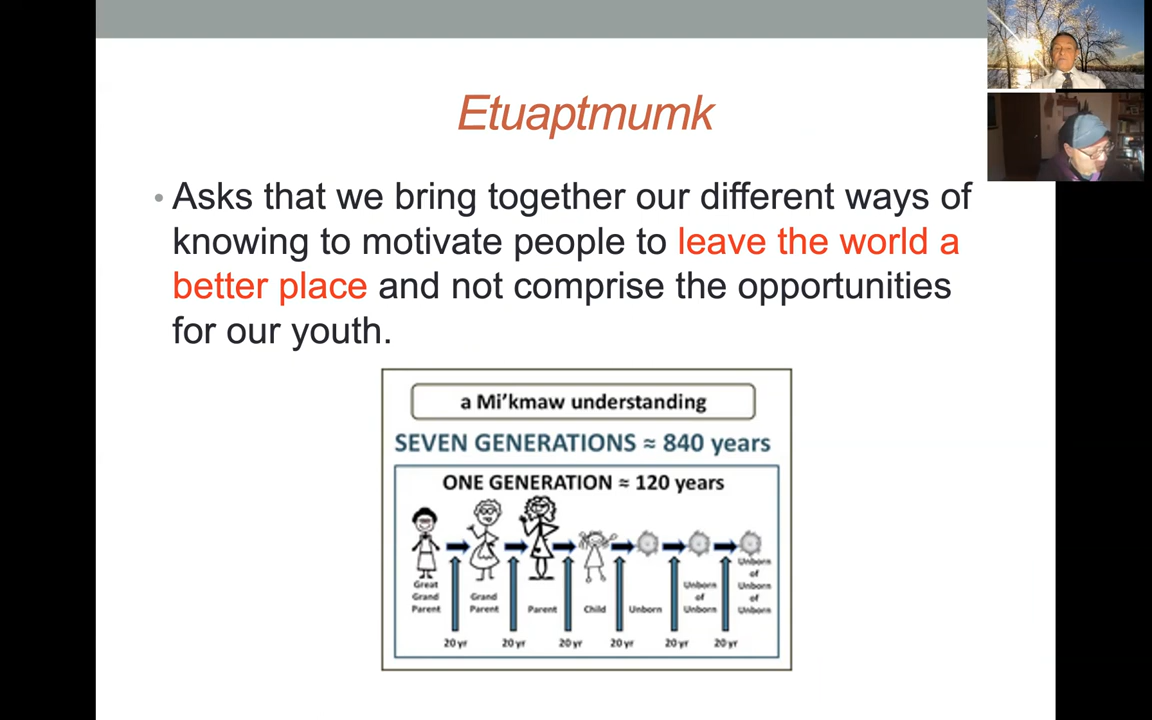 Etuaptmumk
• Asks that we bring together our different ways of
knowing to motivate people to leave the world a
better place and not comprise the opportunities
for our youth.
a Mi'kmaw understanding
SEVEN GENERATIONS ≈ 840 years
ONE GENERATION ≈ 120 years
Great Grand Parent
Grand Parent
Parent
Child
Unborn
Unborn of Unborn
Unborn of Unborn of Unborn
20 yr 20 yr 20 yr 20 yr 20 yr 20 yr